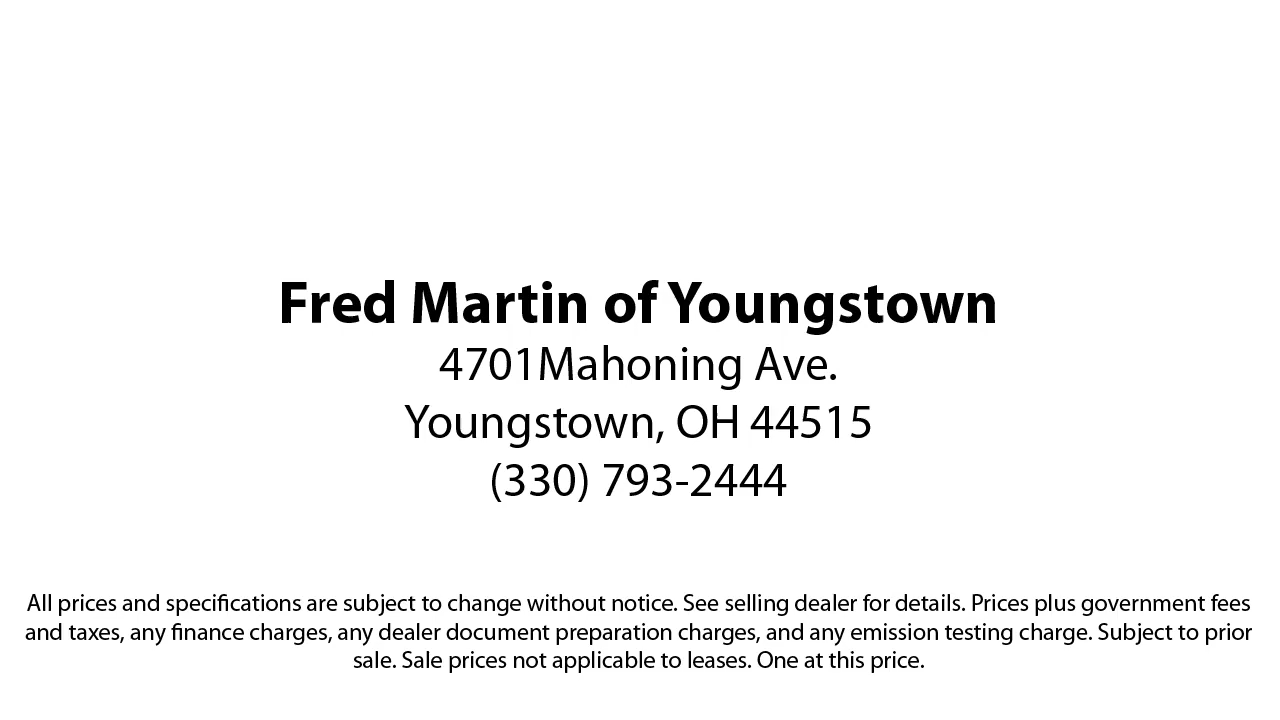 Fred Martin of Youngstown
4701Mahoning Ave.
Youngstown, OH 44515
(330) 793-2444
All prices and specifications are subject to change without notice. See selling dealer for details. Prices plus government fees
and taxes, any finance charges, any dealer document preparation charges, and any emission testing charge. Subject to prior
sale. Sale prices not applicable to leases. One at this price.